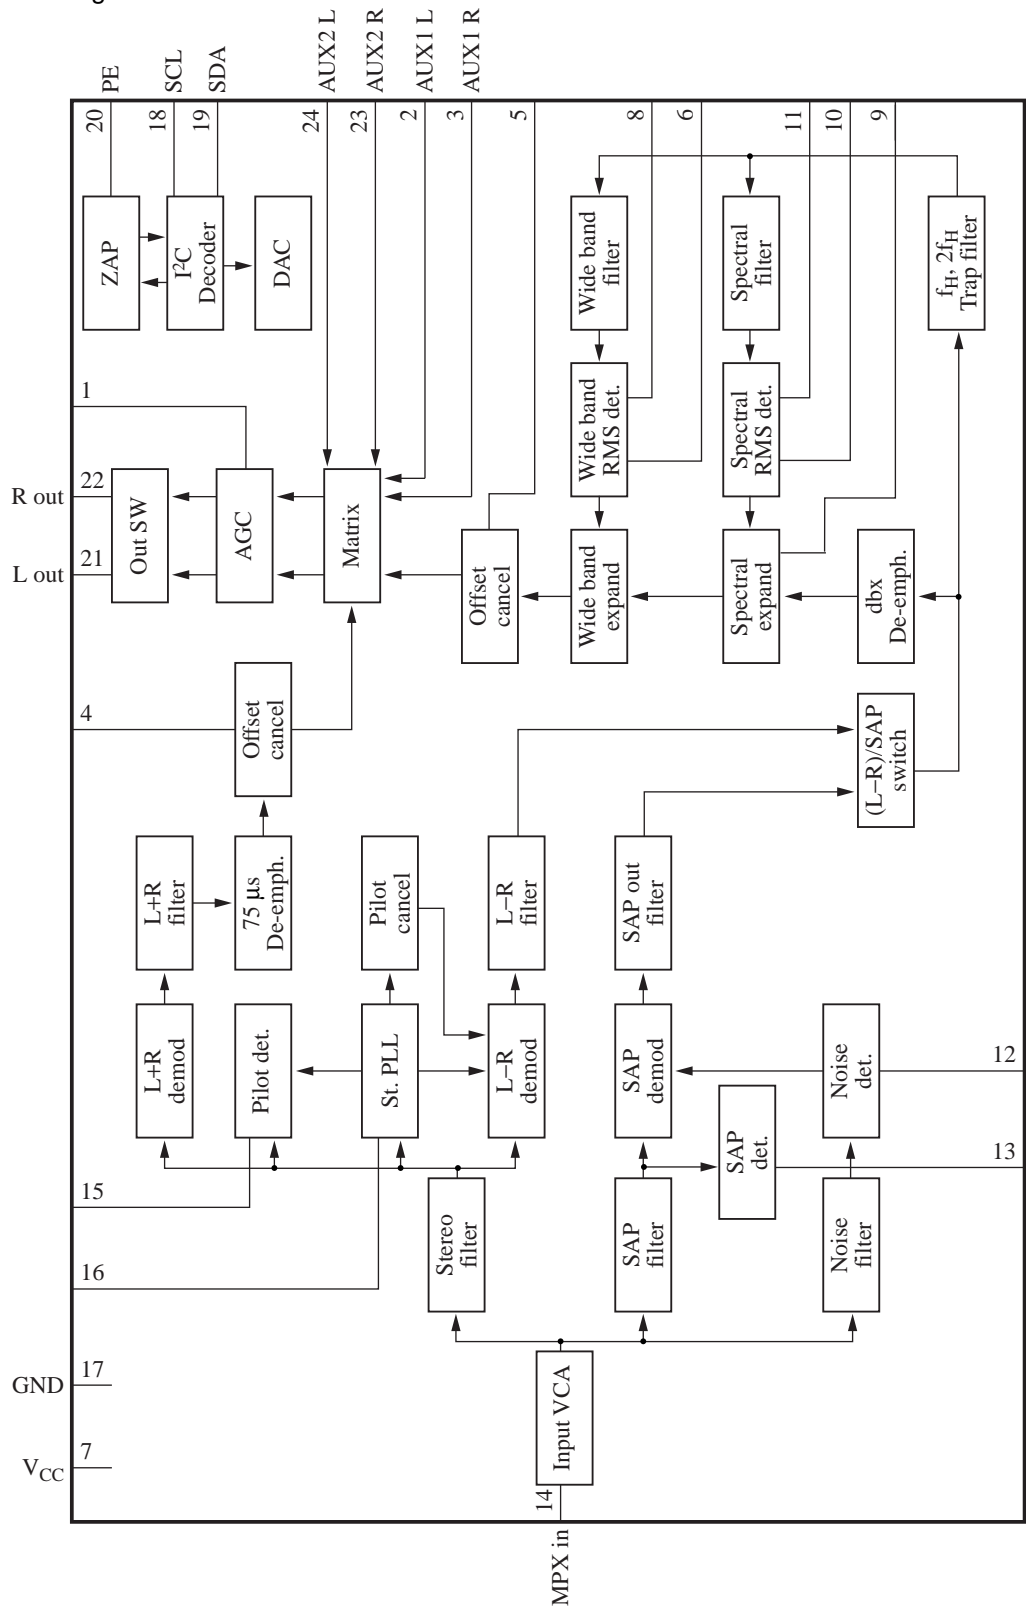 PE
SCL
SDA
AUX2 L
AUX2 R
AUX1 L
AUX1 R
20
18
19
24
23
2
3
5
8
6
11
10
9
ZAP
I²C
Decoder
DAC
Wide band
filter
Spectral
filter
fH, 2fH
Trap filter
1
Wide band
RMS det.
Spectral
RMS det.
R out
22
L out
21
Out SW
AGC
Matrix
Offset
cancel
Wide band
expand
Spectral
expand
dbx
De-emph.
4
Offset
cancel
(L−R)/SAP
switch
L+R
filter
75 µs
De-emph.
Pilot
cancel
L−R
filter
SAP out
filter
L+R
demod
Pilot det.
St. PLL
L−R
demod
SAP
demod
Noise
det.
12
SAP
det.
13
15
16
Stereo
filter
SAP
filter
Noise
filter
GND
17
VCC
7
Input VCA
14
MPX in